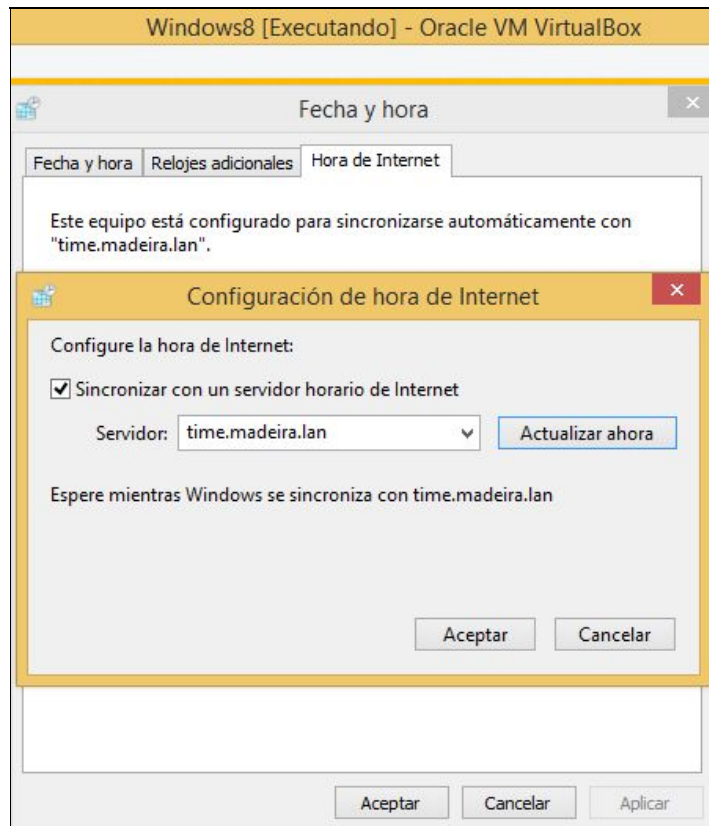 Windows8 [Executando] - Oracle VM VirtualBox
Fecha y hora
Fecha y hora Relojes adicionales Hora de Internet
Este equipo está configurado para sincronizarse automáticamente con
"time.madeira.lan".
Configuración de hora de Internet
Configure la hora de Internet:
Sincronizar con un servidor horario de Internet
Servidor: time.madeira.lan Actualizar ahora
Espere mientras Windows se sincroniza con time.madeira.lan
Aceptar Cancelar
Aceptar Cancelar Aplicar